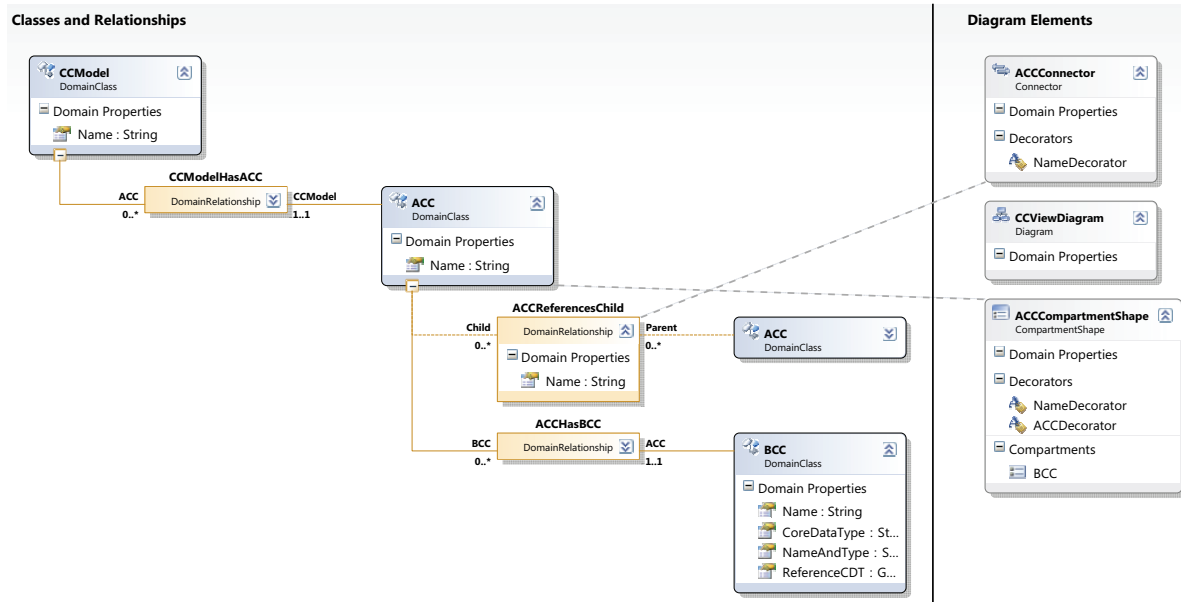 Classes and Relationships
CCModel
DomainClass
Domain Properties
Name : String
CCModelHasACC
ACC
DomainRelationship
CCModel
0..*
1..1
ACC
DomainClass
Domain Properties
Name : String
ACCReferencesChild
Child
DomainRelationship
Parent
0..*
0..*
Domain Properties
Name : String
ACC
DomainClass
ACCHasBCC
BCC
DomainRelationship
ACC
0..*
1..1
BCC
DomainClass
Domain Properties
Name : String
CoreDataType : St...
NameAndType : S...
ReferenceCDT : G...
Diagram Elements
ACCConnector
Connector
Domain Properties
Decorators
NameDecorator
CCViewDiagram
Diagram
Domain Properties
ACCCompartmentShape
CompartmentShape
Domain Properties
Decorators
NameDecorator
ACCDecorator
Compartments
BCC